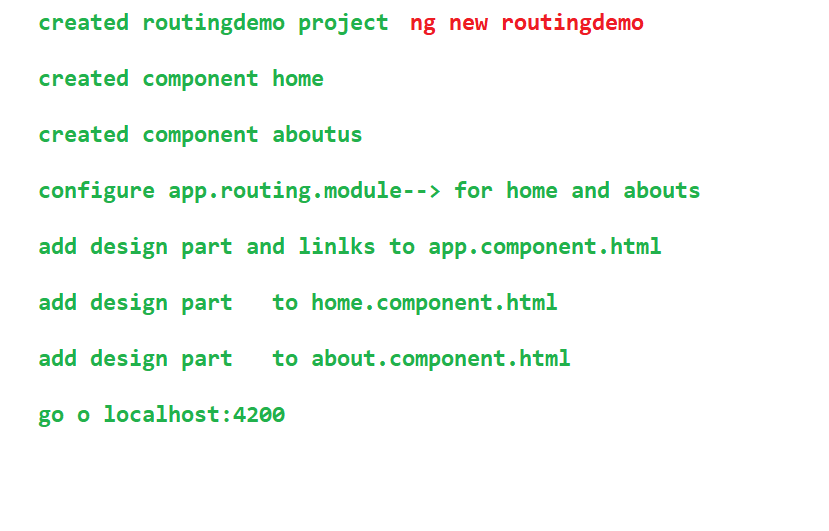 created routingdemo project ng new routingdemo
created component home
created component aboutus
configure app.routing.module--> for home and abouts
add design part and linlks to app.component.html
add design part to home.component.html
add design part to about.component.html
go o localhost:4200